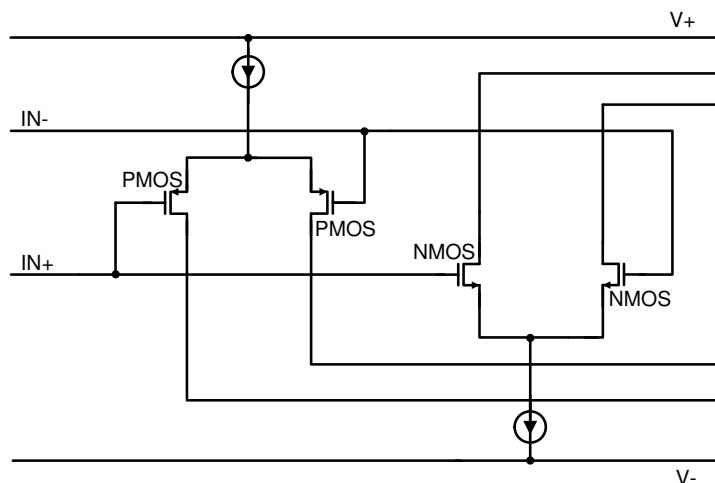 V+
IN-
PMOS
PMOS
NMOS
IN+
NMOS
V-